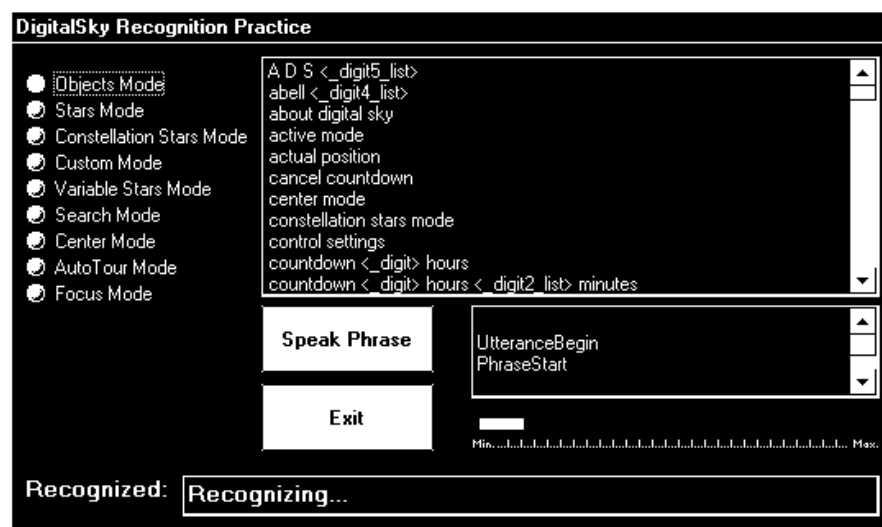 DigitalSky Recognition Practice
Objects Mode
Stars Mode
Constellation Stars Mode
Custom Mode
Variable Stars Mode
Search Mode
Center Mode
AutoTour Mode
Focus Mode
A D S <_digit5_list>
abell <_digit4_list>
about digital sky
active mode
actual position
cancel countdown
center mode
constellation stars mode
control settings
countdown <_digit> hours
countdown <_digit> hours <_digit2_list> minutes
Speak Phrase
Exit
UtteranceBegin
PhraseStart
Min. Max.
Recognized: Recognizing...